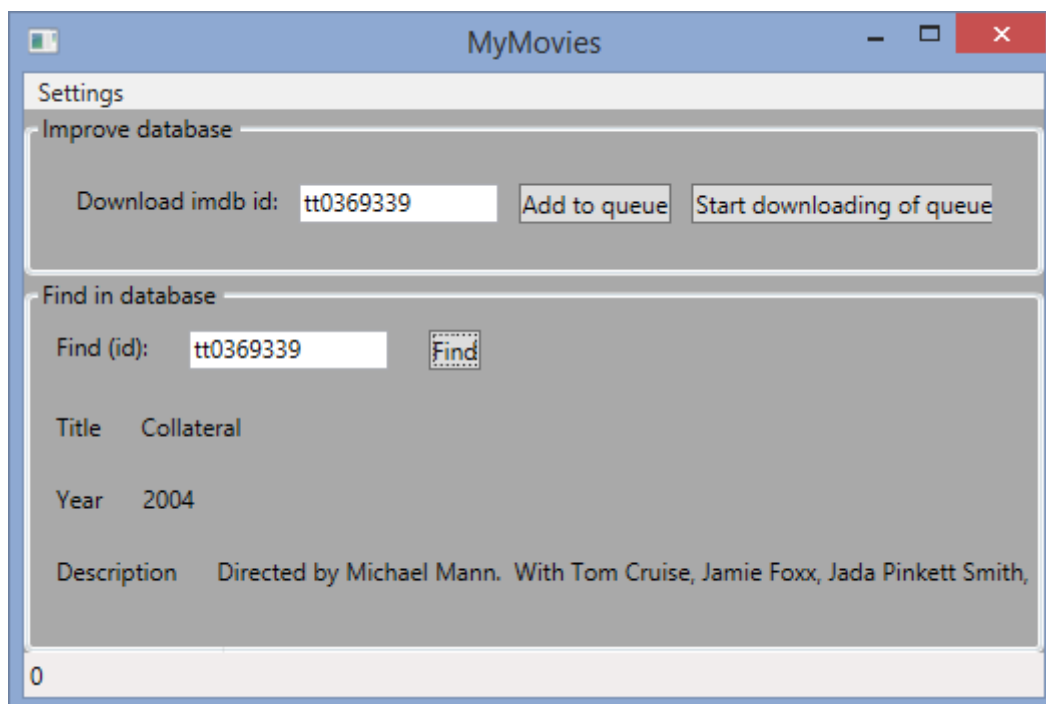 MyMovies
Settings
Improve database
Download imdb id: tt0369339 Add to queue Start downloading of queue
Find in database
Find (id): tt0369339 Find
Title Collateral
Year 2004
Description Directed by Michael Mann.  With Tom Cruise, Jamie Foxx, Jada Pinkett Smith,
0